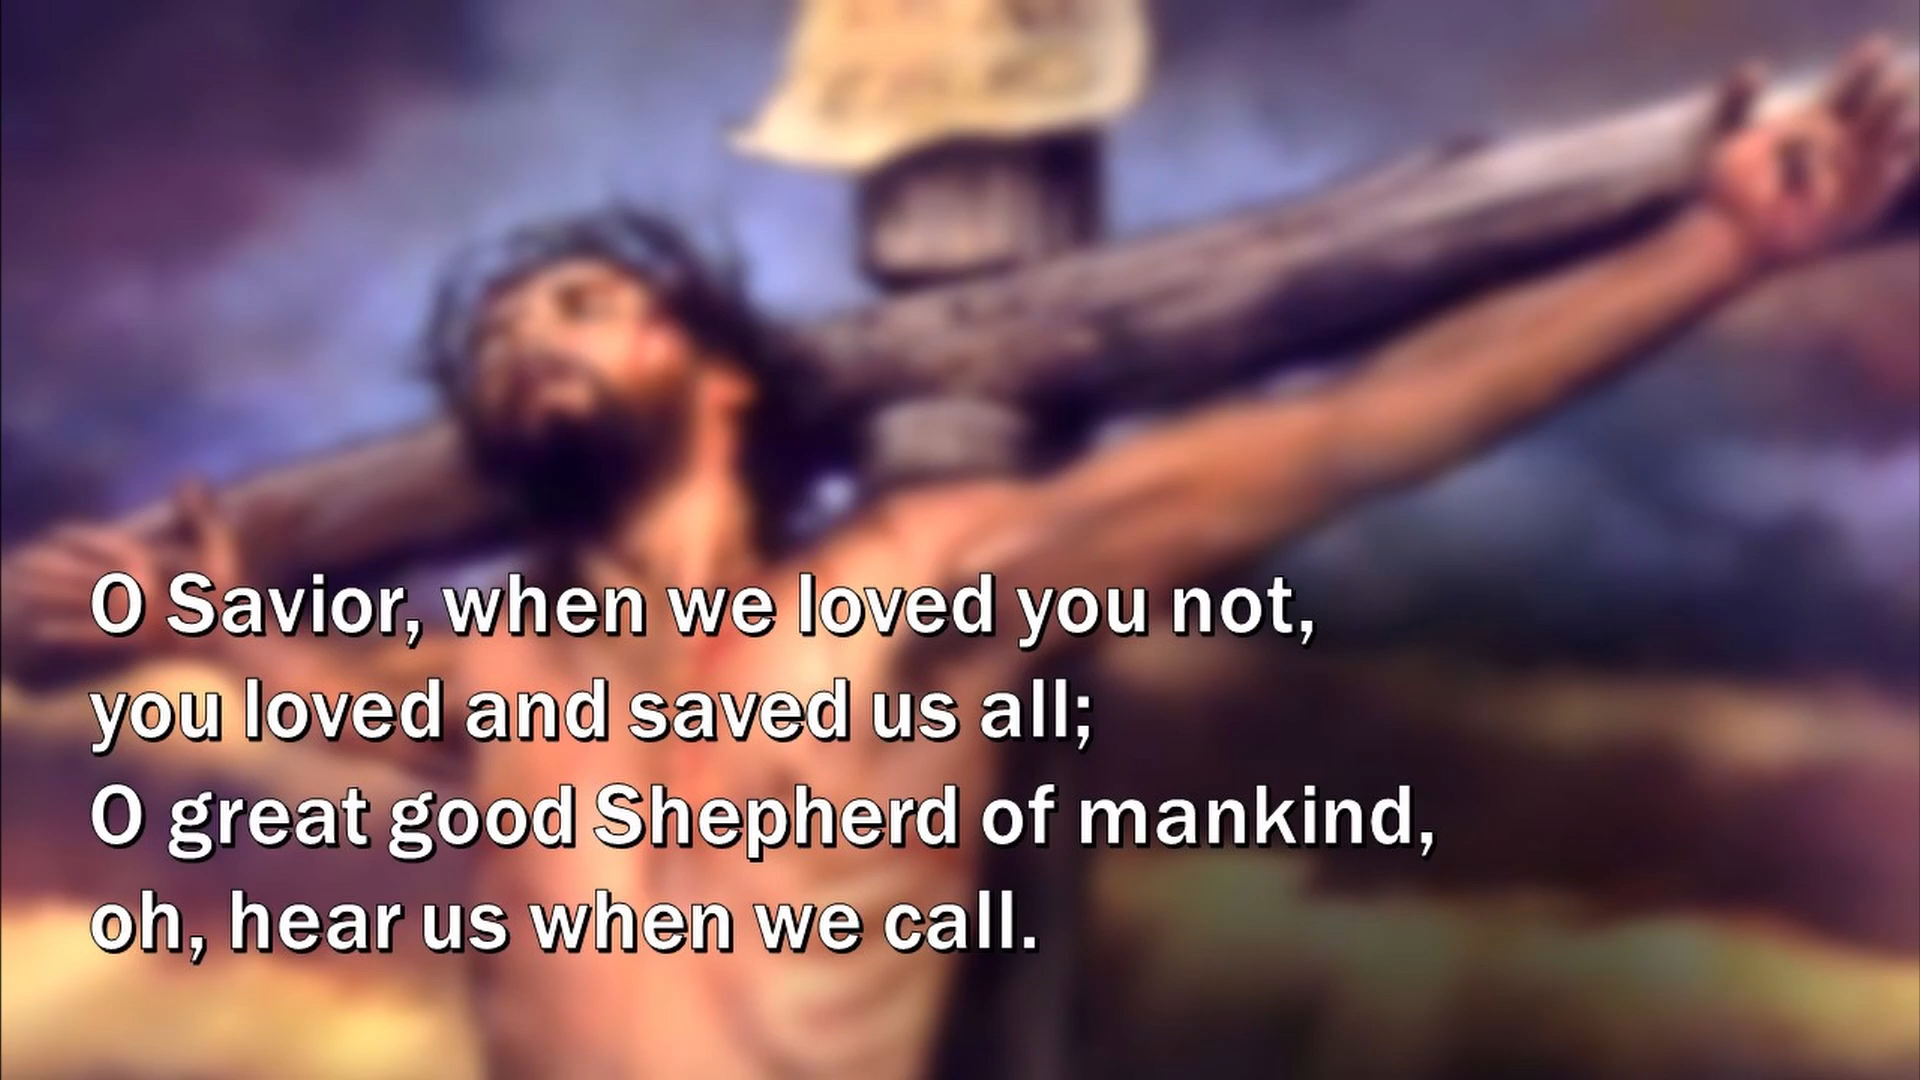 O Savior, when we loved you not,
you loved and saved us all;
O great good Shepherd of mankind,
oh, hear us when we call.